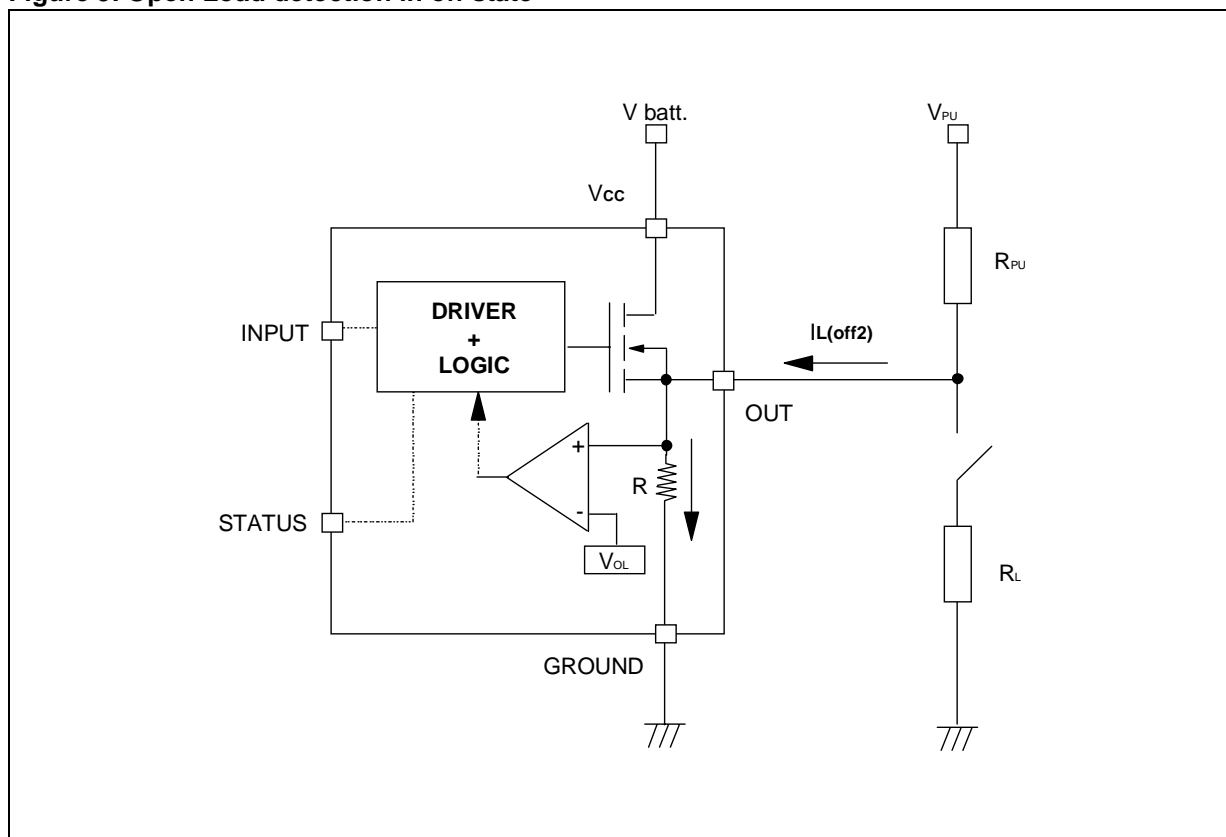 V batt.
VPU
Vcc
RPU
DRIVER
+
LOGIC
INPUT
IL(off2)
OUT
+
R
-
STATUS
VOL
RL
GROUND